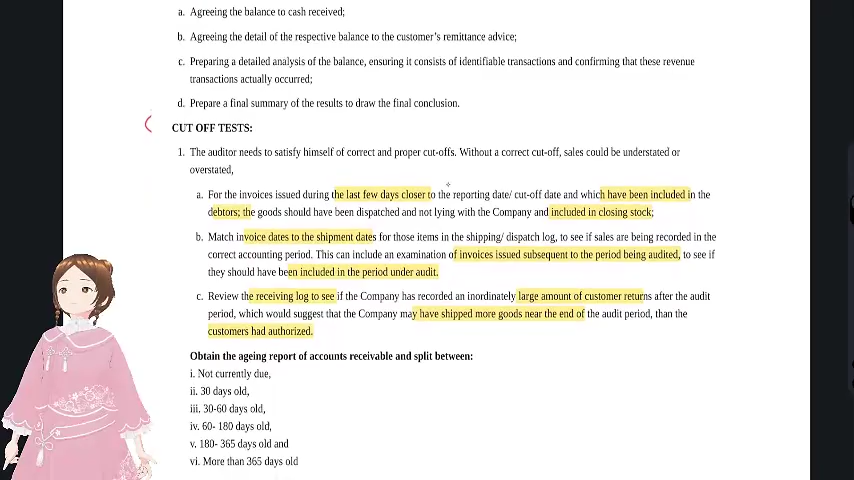 a. Agreeing the balance to cash received;
b. Agreeing the detail of the respective balance to the customer’s remittance advice;
c. Preparing a detailed analysis of the balance, ensuring it consists of identifiable transactions and confirming that these revenue
transactions actually occurred;
d. Prepare a final summary of the results to draw the final conclusion.
CUT OFF TESTS:
1. The auditor needs to satisfy himself of correct and proper cut-offs. Without a correct cut-off, sales could be understated or
overstated,
a. For the invoices issued during the last few days closer to the reporting date/ cut-off date and which have been included in the
debtors; the goods should have been dispatched and not lying with the Company and included in closing stock;
b. Match invoice dates to the shipment dates for those items in the shipping/ dispatch log, to see if sales are being recorded in the
correct accounting period. This can include an examination of invoices issued subsequent to the period being audited, to see if
they should have been included in the period under audit.
c. Review the receiving log to see if the Company has recorded an inordinately large amount of customer returns after the audit
period, which would suggest that the Company may have shipped more goods near the end of the audit period, than the
customers had authorized.
Obtain the ageing report of accounts receivable and split between:
i. Not currently due,
ii. 30 days old,
iii. 30-60 days old,
iv. 60- 180 days old,
v. 180- 365 days old and
vi. More than 365 days old